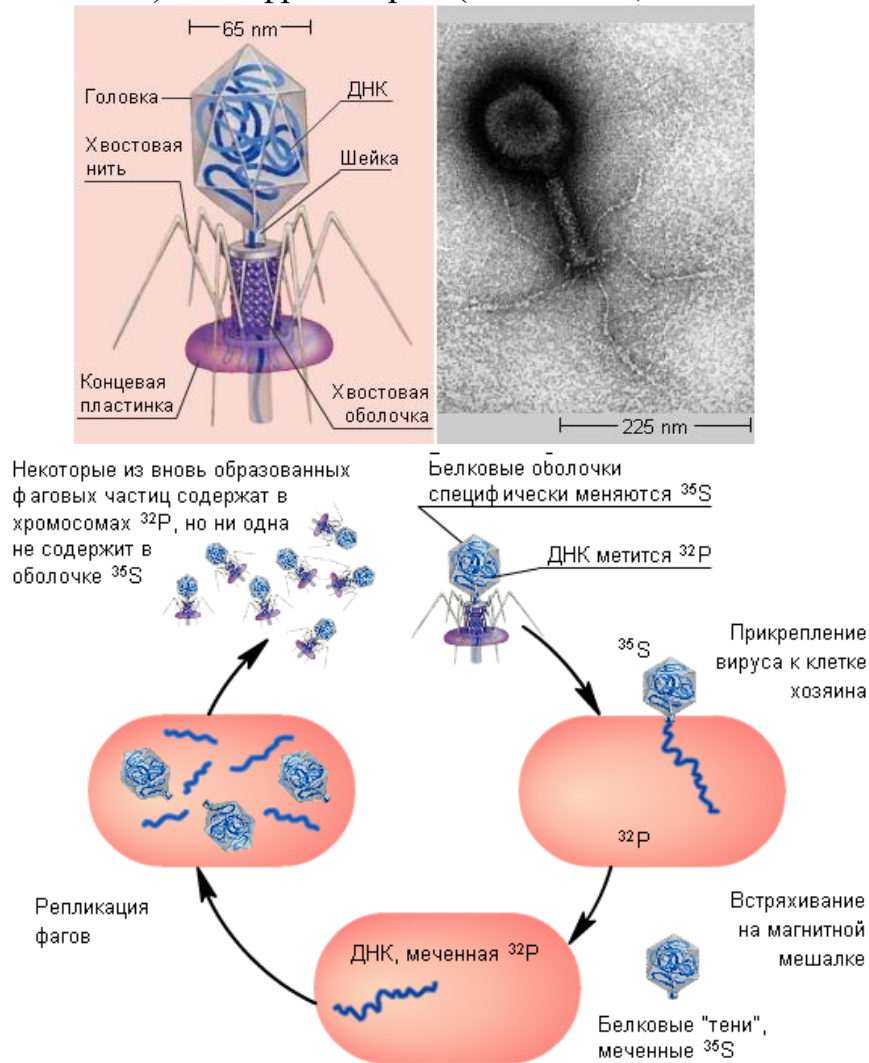 65 nm
Головка
ДНК
Хвостовая
нить
Шейка
Концевая
пластинка
Хвостовая
оболочка
225 nm
Некоторые из вновь образованных
фаговых частиц содержат в
хромосомах ³²P, но ни одна
не содержит в
оболочке ³⁵S
Белковые оболочки
специфически меняются ³⁵S
ДНК метится ³²P
³⁵S
Прикрепление
вируса к клетке
хозяина
³²P
Встряхивание
на магнитной
мешалке
Белковые "тени",
меченные ³⁵S
ДНК, меченная ³²P
Репликация
фагов